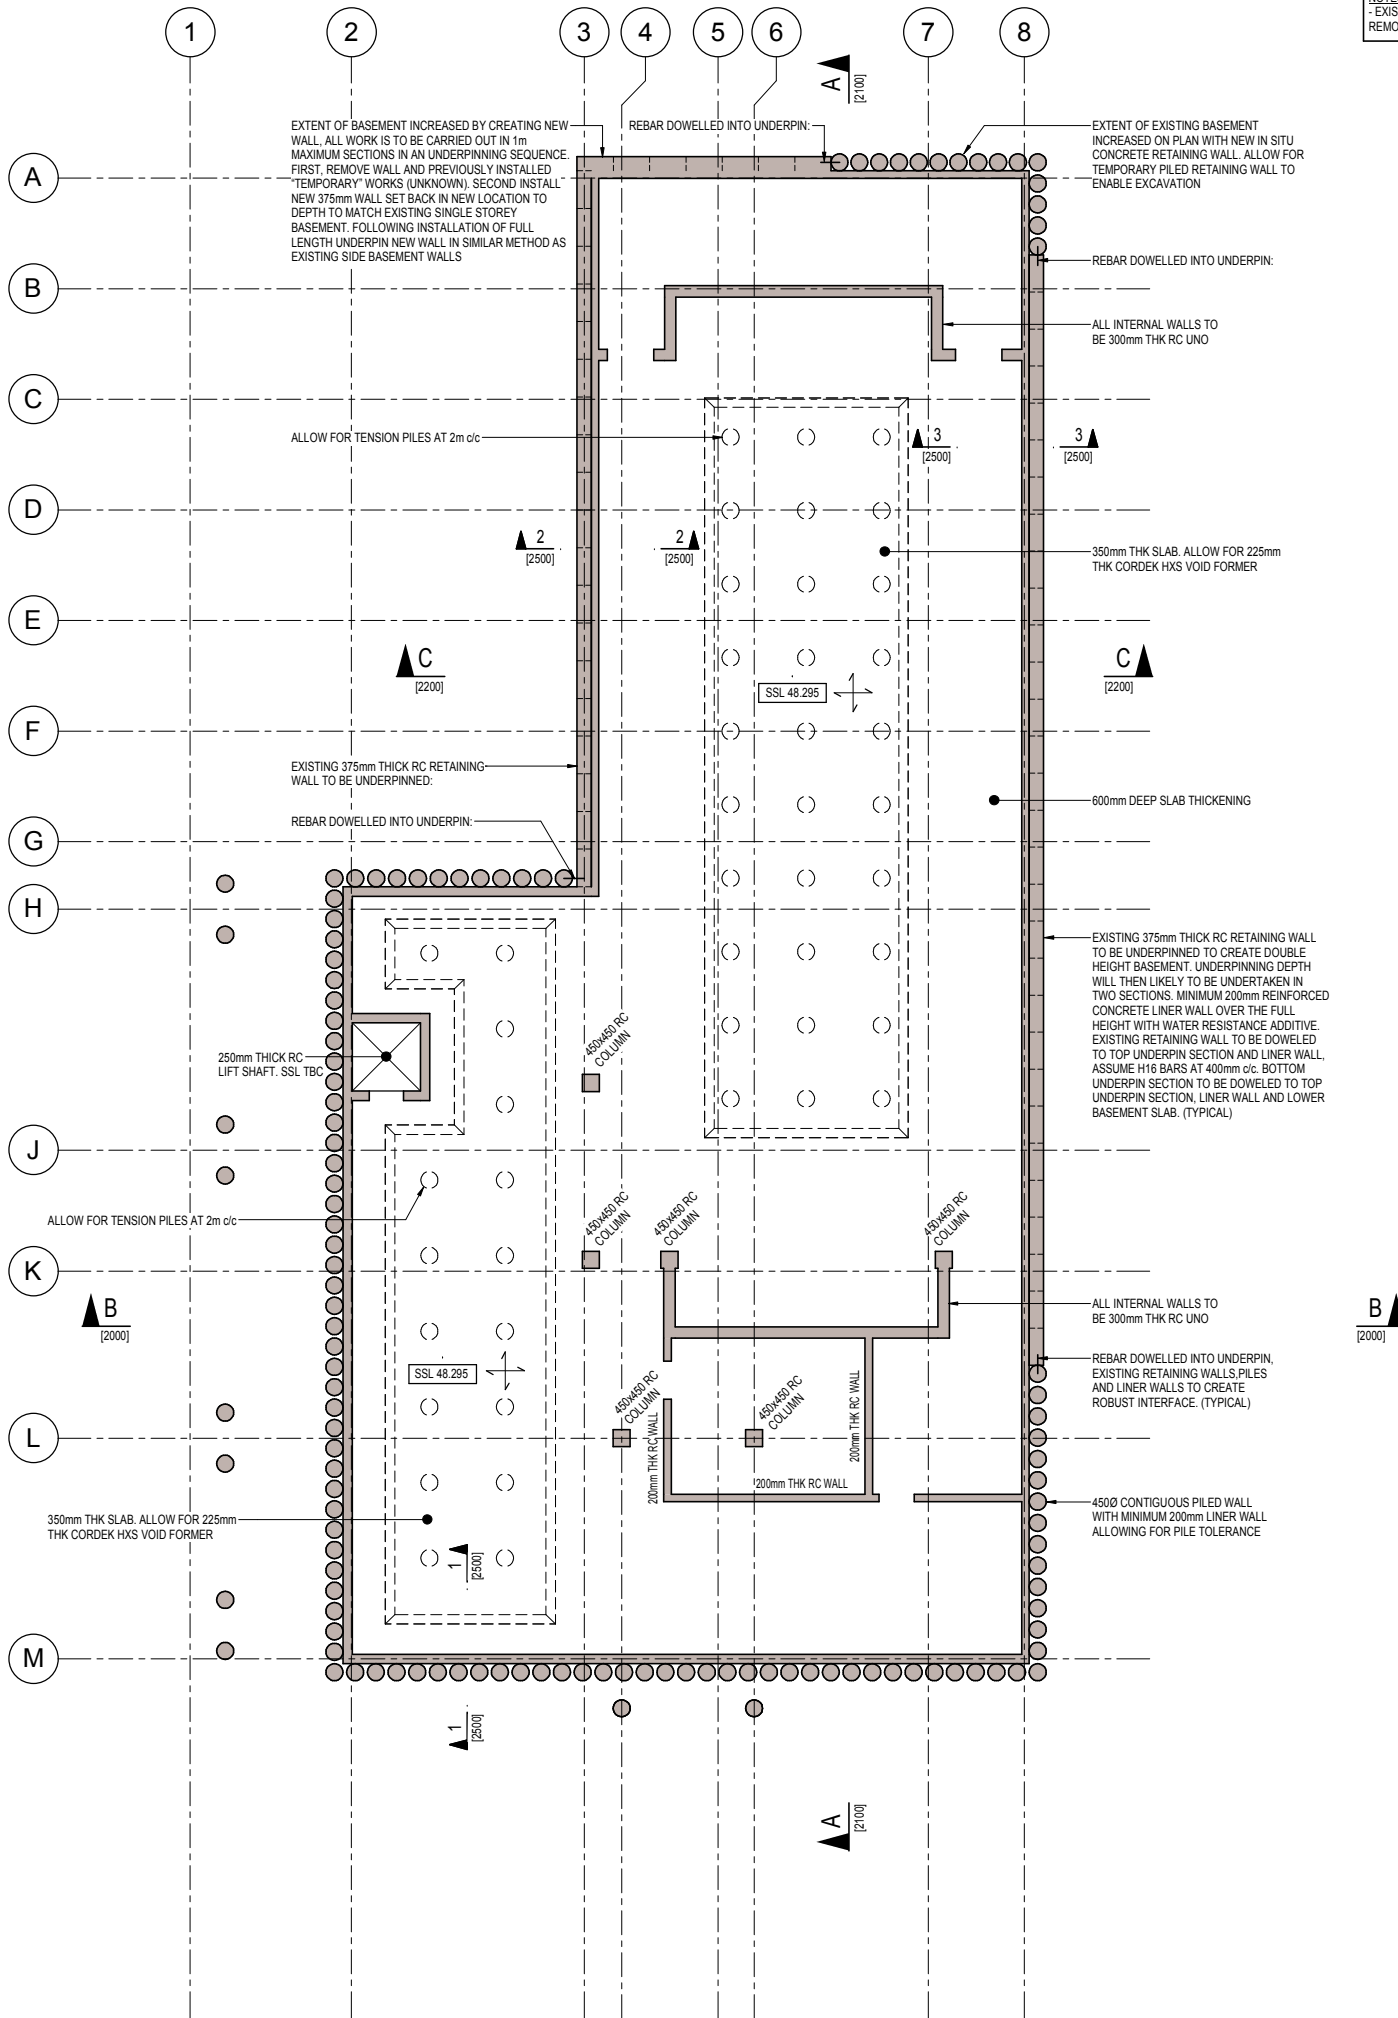 1 2 3 4 5 6 7 8
- EXIS
REMO
A
[2100]
EXTENT OF BASEMENT INCREASED BY CREATING NEW
WALL, ALL WORK IS TO BE CARRIED OUT IN 1m
MAXIMUM SECTIONS IN AN UNDERPINNING SEQUENCE.
FIRST, REMOVE WALL AND PREVIOUSLY INSTALLED
"TEMPORARY" WORKS (UNKNOWN). SECOND INSTALL
NEW 375mm WALL SET BACK IN NEW LOCATION TO
DEPTH TO MATCH EXISTING SINGLE STOREY
BASEMENT. FOLLOWING INSTALLATION OF FULL
LENGTH UNDERPIN NEW WALL IN SIMILAR METHOD AS
EXISTING SIDE BASEMENT WALLS
REBAR DOWELLED INTO UNDERPIN:
EXTENT OF EXISTING BASEMENT
INCREASED ON PLAN WITH NEW IN SITU
CONCRETE RETAINING WALL. ALLOW FOR
TEMPORARY PILED RETAINING WALL TO
ENABLE EXCAVATION
A
REBAR DOWELLED INTO UNDERPIN:
B
ALL INTERNAL WALLS TO
BE 300mm THK RC UNO
C
ALLOW FOR TENSION PILES AT 2m c/c
3
[2500]
3
[2500]
D
2
[2500]
2
[2500]
350mm THK SLAB. ALLOW FOR 225mm
THK CORDEK HXS VOID FORMER
E
C
[2200]
C
[2200]
SSL 48.295
F
EXISTING 375mm THICK RC RETAINING
WALL TO BE UNDERPINNED:
600mm DEEP SLAB THICKENING
REBAR DOWELLED INTO UNDERPIN:
G
H
EXISTING 375mm THICK RC RETAINING WALL
TO BE UNDERPINNED TO CREATE DOUBLE
HEIGHT BASEMENT. UNDERPINNING DEPTH
WILL THEN LIKELY TO BE UNDERTAKEN IN
TWO SECTIONS. MINIMUM 200mm REINFORCED
CONCRETE LINER WALL OVER THE FULL
HEIGHT WITH WATER RESISTANCE ADDITIVE.
EXISTING RETAINING WALL TO BE DOWELED
TO TOP UNDERPIN SECTION AND LINER WALL,
ASSUME H16 BARS AT 400mm c/c. BOTTOM
UNDERPIN SECTION TO BE DOWELED TO TOP
UNDERPIN SECTION, LINER WALL AND LOWER
BASEMENT SLAB. (TYPICAL)
250mm THICK RC
LIFT SHAFT. SSL TBC
450x450 RC
COLUMN
J
ALLOW FOR TENSION PILES AT 2m c/c
450x450 RC
COLUMN
450x450 RC
COLUMN
450x450 RC
COLUMN
K
B
[2000]
ALL INTERNAL WALLS TO
BE 300mm THK RC UNO
B
[2000]
SSL 48.295
REBAR DOWELLED INTO UNDERPIN,
EXISTING RETAINING WALLS,PILES
AND LINER WALLS TO CREATE
ROBUST INTERFACE. (TYPICAL)
450x450 RC
COLUMN
450x450 RC
COLUMN
200mm THK RC WALL
200mm THK RC WALL
L
200mm THK RC WALL
450Ø CONTIGUOUS PILED WALL
WITH MINIMUM 200mm LINER WALL
ALLOWING FOR PILE TOLERANCE
350mm THK SLAB. ALLOW FOR 225mm
THK CORDEK HXS VOID FORMER
1
[2500]
M
1
[2500]
A
[2100]